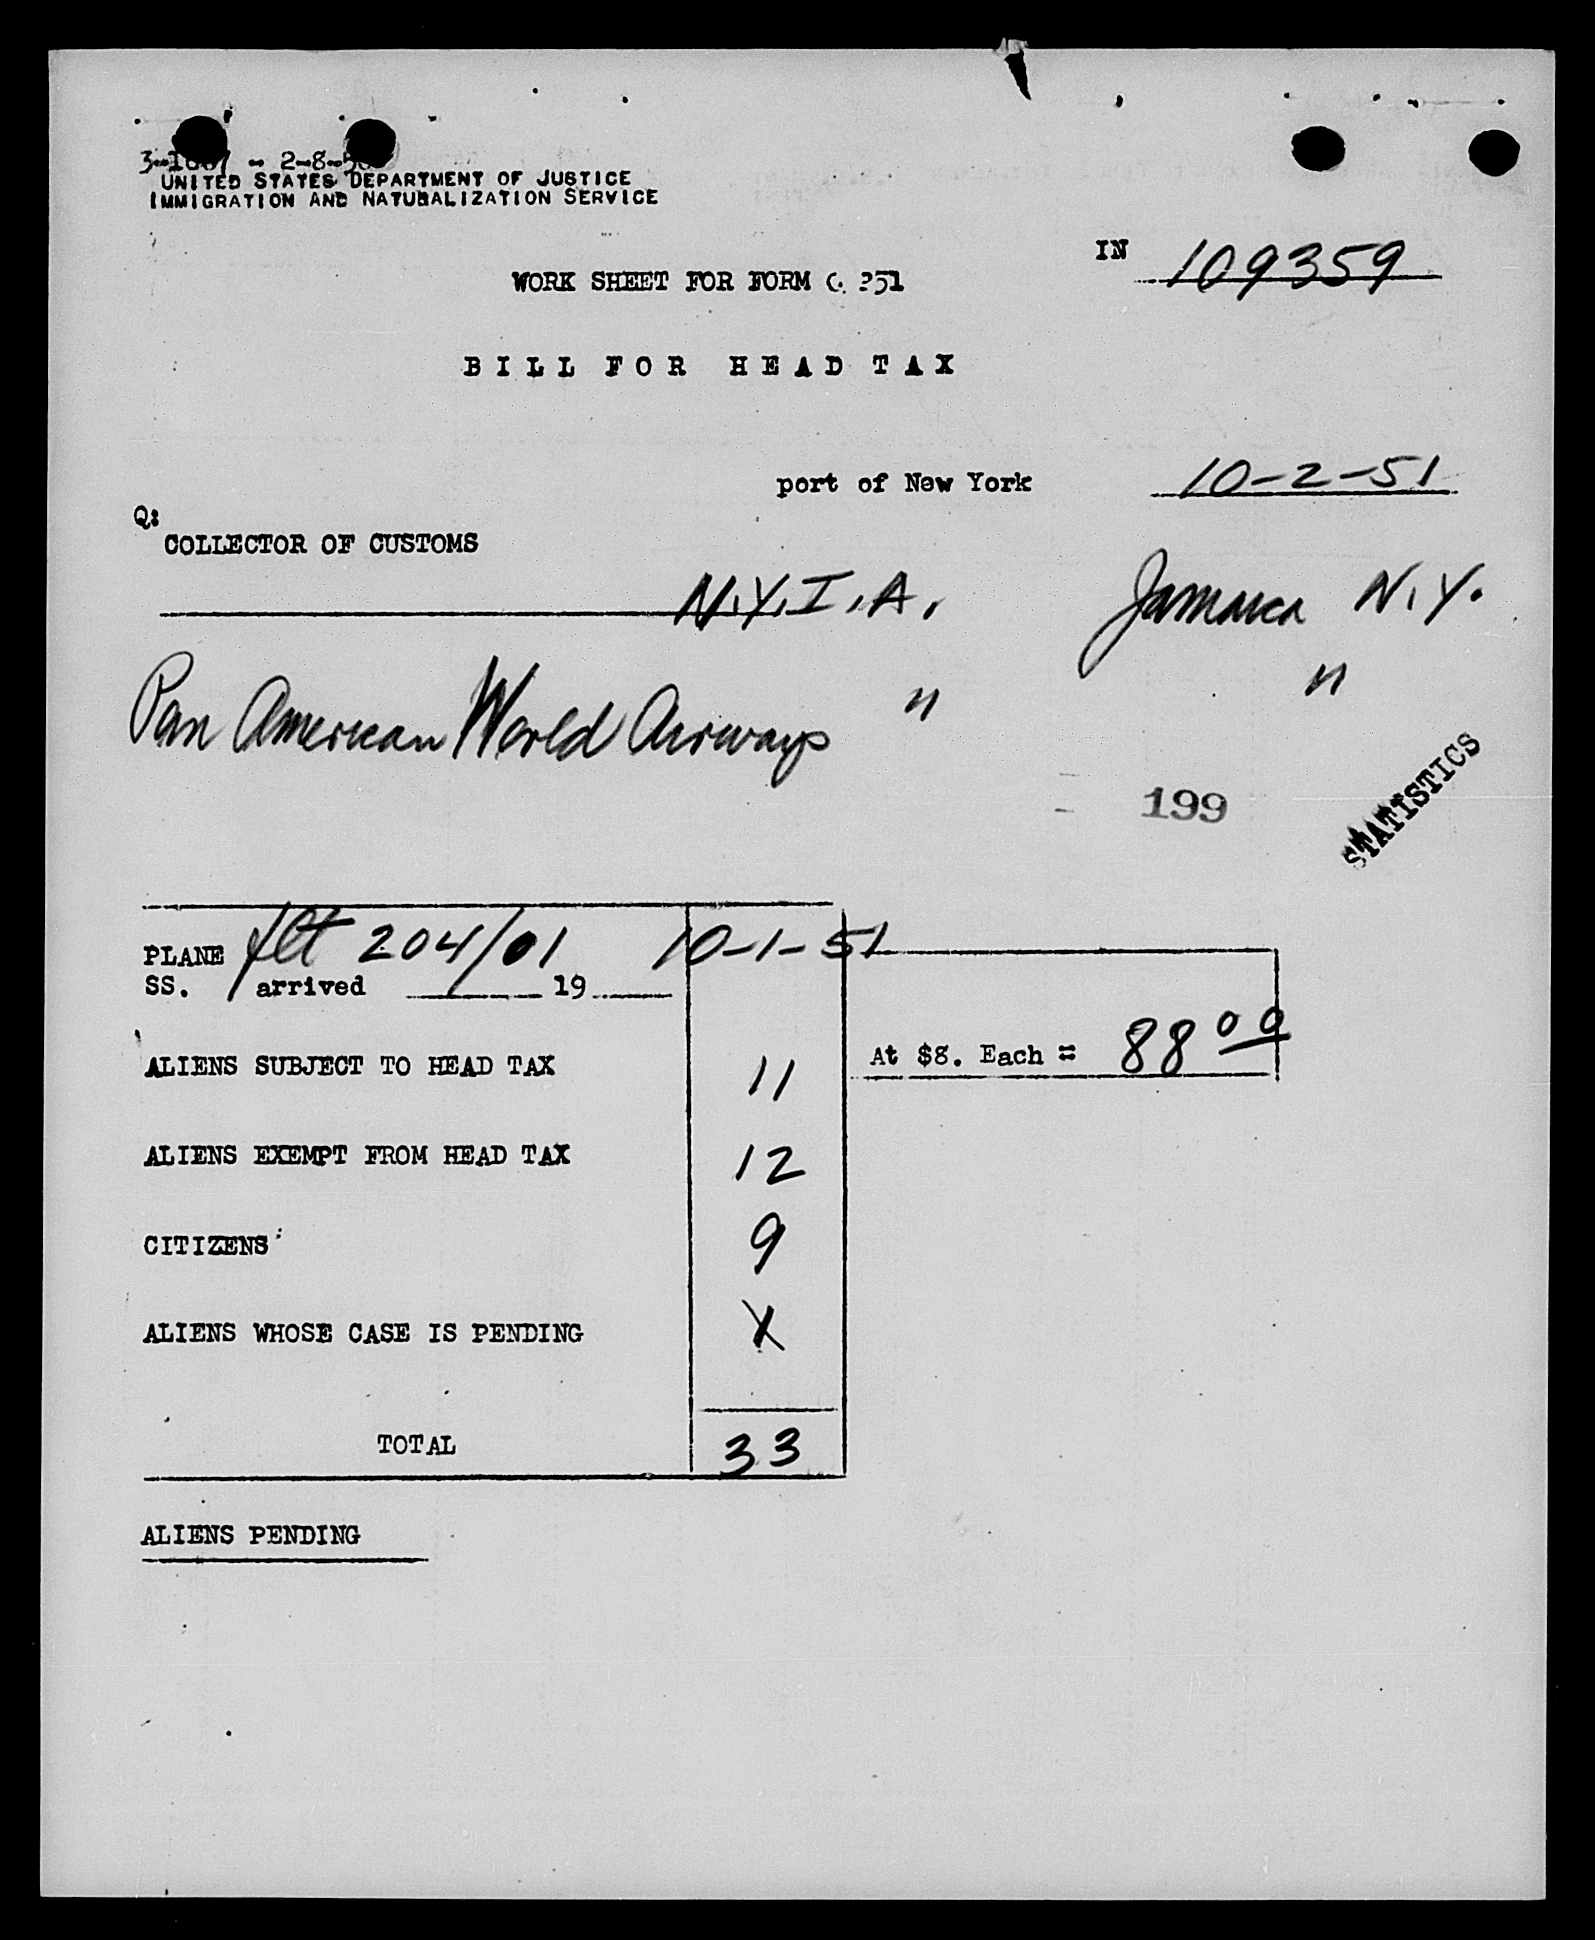 UNITED STATES DEPARTMENT OF JUSTICE
IMMIGRATION AND NATURALIZATION SERVICE
IN 109359
WORK SHEET FOR FORM
BILL FOR HEAD TAX
port of New York 10-2-51
Q:
COLLECTOR OF CUSTOMS
N.Y.I.A. Jamaica N.Y.
Pan American World Airways " "
199
STATISTICS
PLANE flt 204/01 10-1-51
SS. arrived 19
ALIENS SUBJECT TO HEAD TAX 11 At $8. Each = 88 00
ALIENS EXEMPT FROM HEAD TAX 12
CITIZENS 9
ALIENS WHOSE CASE IS PENDING X
TOTAL 33
ALIENS PENDING